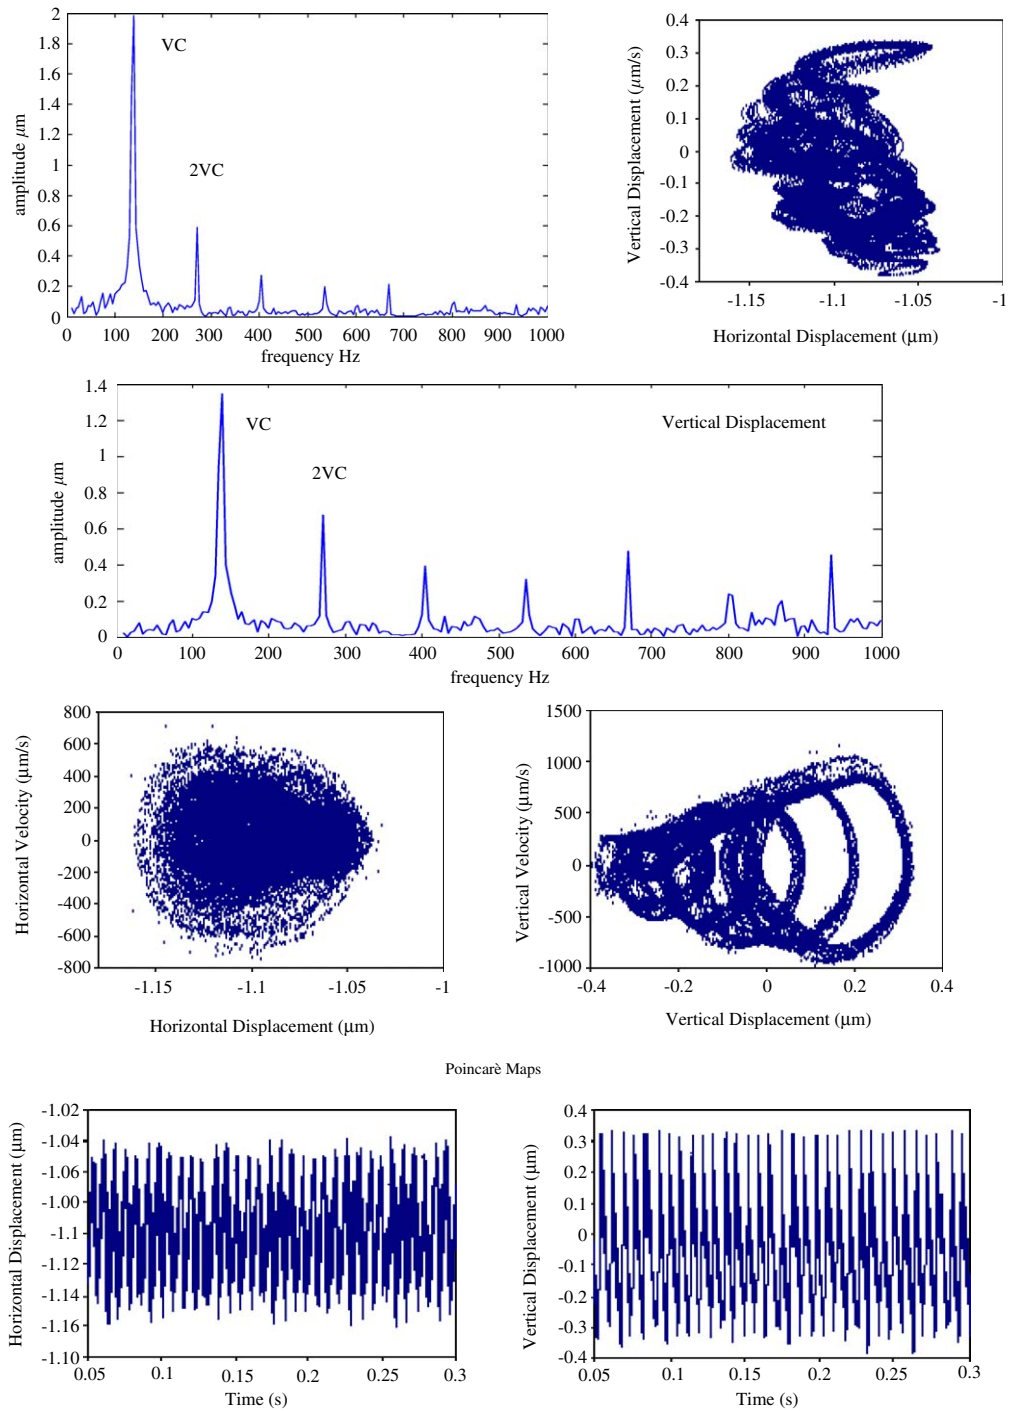 2
1.8
1.6
1.4
1.2
1
0.8
0.6
0.4
0.2
0
amplitude μm
VC
2VC
0 100 200 300 400 500 600 700 800 900 1000
frequency Hz
0.4
0.3
0.2
0.1
0
-0.1
-0.2
-0.3
-0.4
Vertical Displacement (μm/s)
-1.15 -1.1 -1.05 -1
Horizontal Displacement (μm)
1.4
1.2
1
0.8
0.6
0.4
0.2
0
amplitude μm
VC
2VC
Vertical Displacement
0 100 200 300 400 500 600 700 800 900 1000
frequency Hz
800
600
400
200
0
-200
-400
-600
-800
Horizontal Velocity (μm/s)
-1.15 -1.1 -1.05 -1
Horizontal Displacement (μm)
1500
1000
500
0
-500
-1000
Vertical Velocity (μm/s)
-0.4 -0.2 0 0.2 0.4
Vertical Displacement (μm)
Poincarè Maps
-1.02
-1.04
-1.06
-1.00
-1.1
-1.12
-1.14
-1.16
-1.10
Horizontal Displacement (μm)
0.05 0.1 0.15 0.2 0.25 0.3
Time (s)
0.4
0.3
0.2
0.1
0
-0.1
-0.2
-0.3
-0.4
Vertical Displacement (μm)
0.05 0.1 0.15 0.2 0.25 0.3
Time (s)